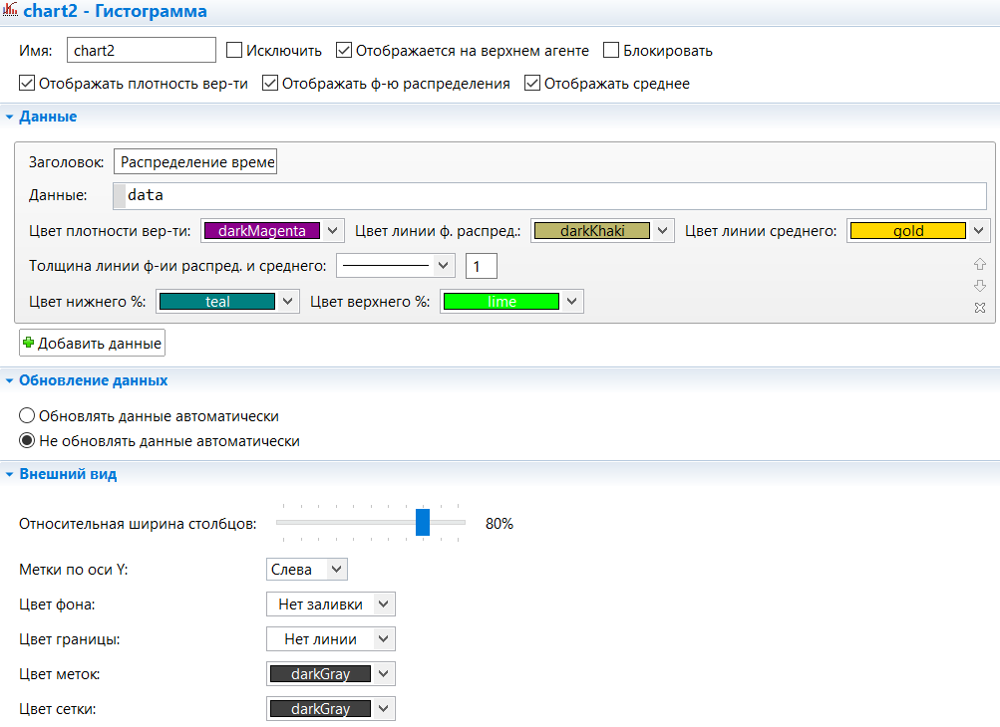 chart2 - Гистограмма
Имя: chart2 Исключить Отображается на верхнем агенте Блокировать
Отображать плотность вер-ти Отображать ф-ю распределения Отображать среднее
Данные
Заголовок: Распределение време
Данные: data
Цвет плотности вер-ти: darkMagenta Цвет линии ф. распред.: darkKhaki Цвет линии среднего: gold
Толщина линии ф-ии распред. и среднего: 1
Цвет нижнего %: teal Цвет верхнего %: lime
Добавить данные
Обновление данных
Обновлять данные автоматически
Не обновлять данные автоматически
Внешний вид
Относительная ширина столбцов: 80%
Метки по оси Y: Слева
Цвет фона: Нет заливки
Цвет границы: Нет линии
Цвет меток: darkGray
Цвет сетки: darkGray